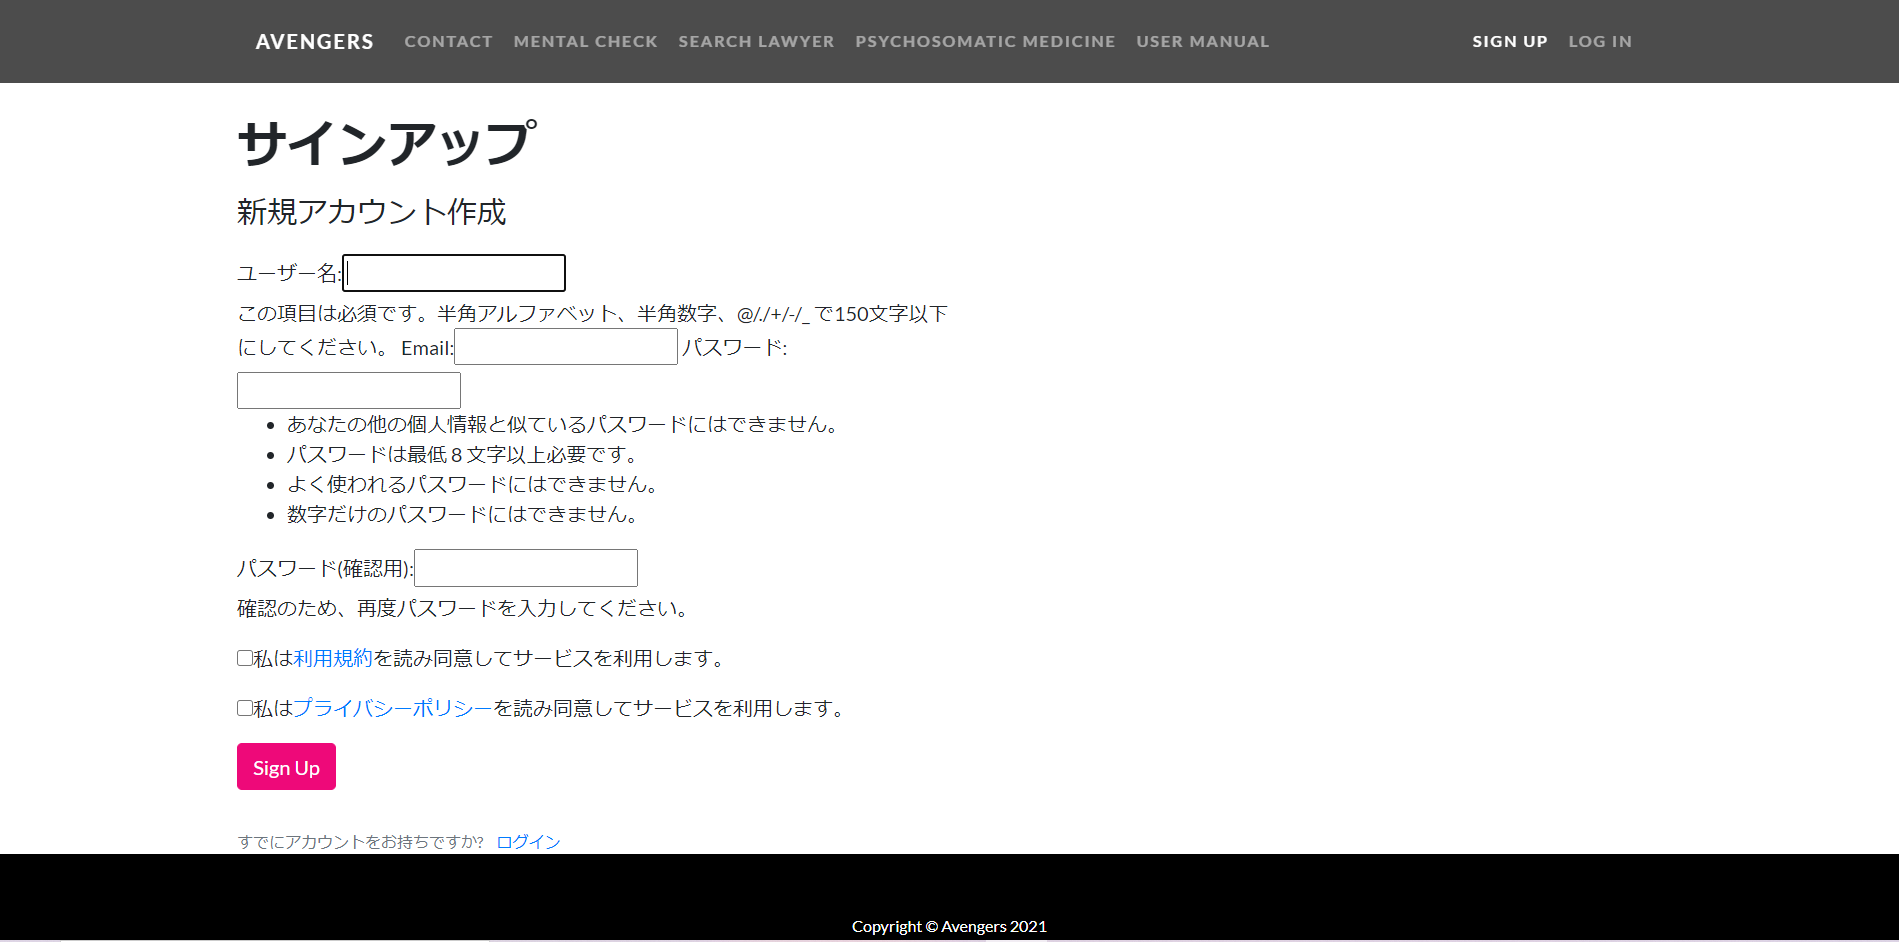 AVENGERS CONTACT MENTAL CHECK SEARCH LAWYER PSYCHOSOMATIC MEDICINE USER MANUAL SIGN UP LOG IN
サインアップ
新規アカウント作成
ユーザー名:
この項目は必須です。半角アルファベット、半角数字、@/./+/-/_ で150文字以下
にしてください。 Email: パスワード:
あなたの他の個人情報と似ているパスワードにはできません。
パスワードは最低 8 文字以上必要です。
よく使われるパスワードにはできません。
数字だけのパスワードにはできません。
パスワード(確認用):
確認のため、再度パスワードを入力してください。
私は利用規約を読み同意してサービスを利用します。
私はプライバシーポリシーを読み同意してサービスを利用します。
Sign Up
すでにアカウントをお持ちですか? ログイン
Copyright © Avengers 2021